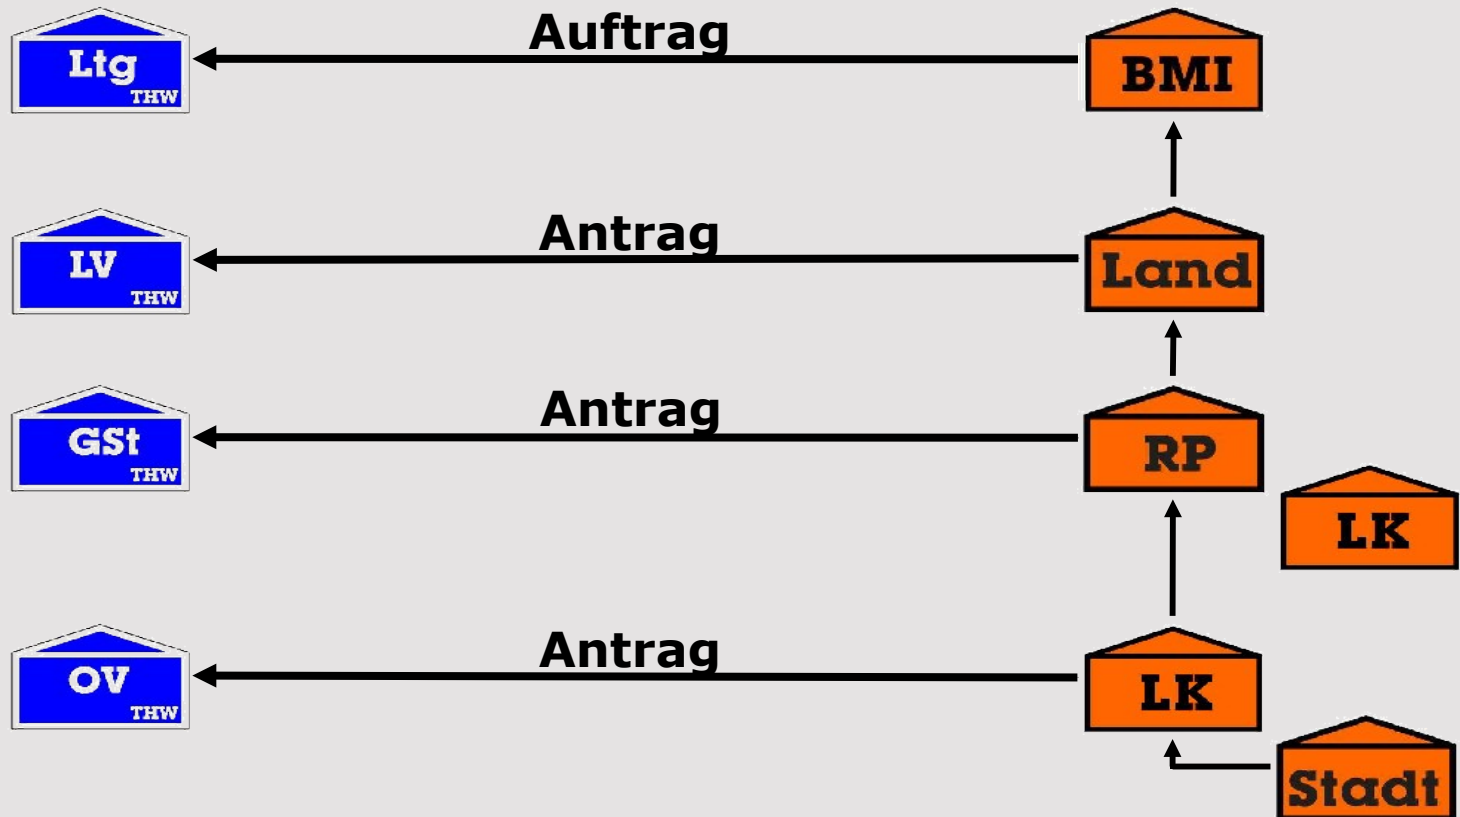 Auftrag
Ltg
THW
BMI
Antrag
LV
THW
Land
Antrag
GSt
THW
RP
LK
Antrag
OV
THW
LK
Stadt